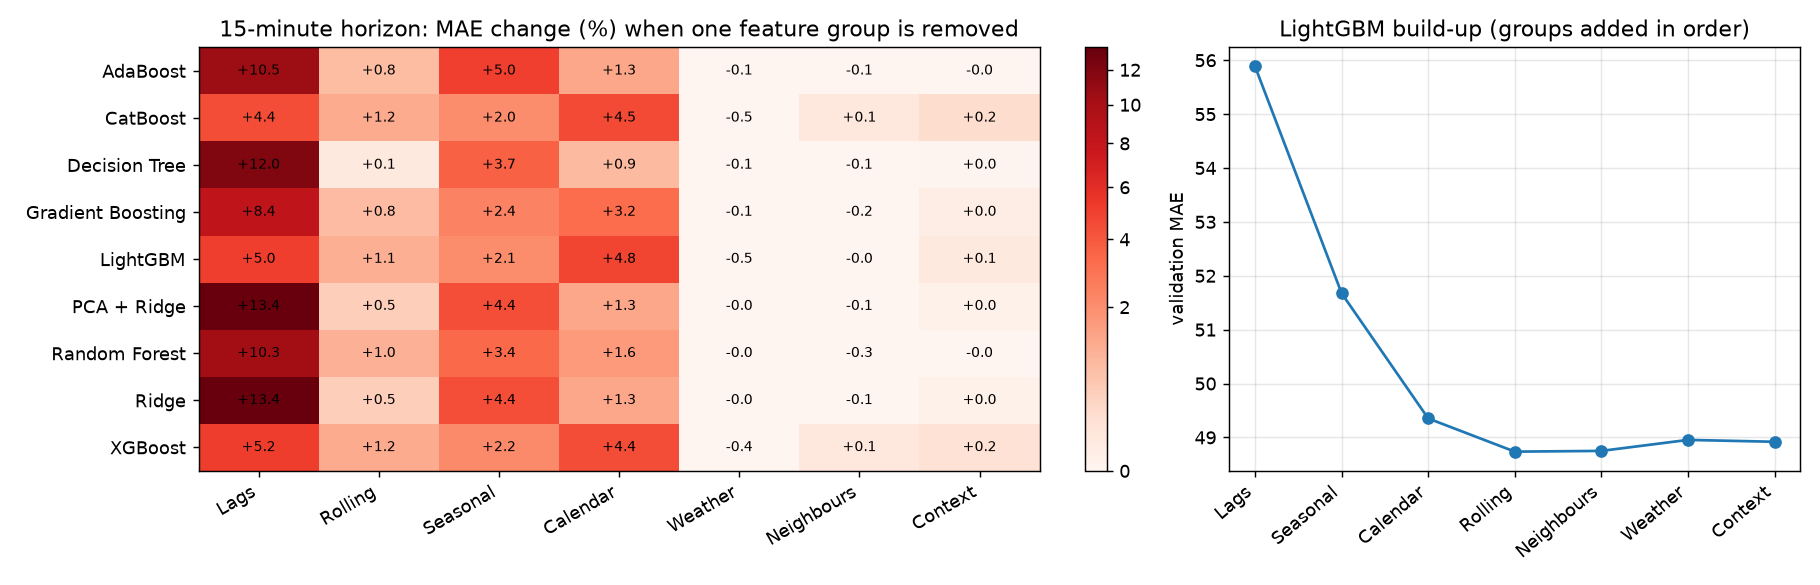 15-minute horizon: MAE change (%) when one feature group is removed
AdaBoost +10.5 +0.8 +5.0 +1.3 -0.1 -0.1 -0.0
CatBoost +4.4 +1.2 +2.0 +4.5 -0.5 +0.1 +0.2
Decision Tree +12.0 +0.1 +3.7 +0.9 -0.1 -0.1 +0.0
Gradient Boosting +8.4 +0.8 +2.4 +3.2 -0.1 -0.2 +0.0
LightGBM +5.0 +1.1 +2.1 +4.8 -0.5 -0.0 +0.1
PCA + Ridge +13.4 +0.5 +4.4 +1.3 -0.0 -0.1 +0.0
Random Forest +10.3 +1.0 +3.4 +1.6 -0.0 -0.3 -0.0
Ridge +13.4 +0.5 +4.4 +1.3 -0.0 -0.1 +0.0
XGBoost +5.2 +1.2 +2.2 +4.4 -0.4 +0.1 +0.2
Lags Rolling Seasonal Calendar Weather Neighbours Context
12
10
8
6
4
2
0
LightGBM build-up (groups added in order)
validation MAE
56
55
54
53
52
51
50
49
Lags Seasonal Calendar Rolling Neighbours Weather Context